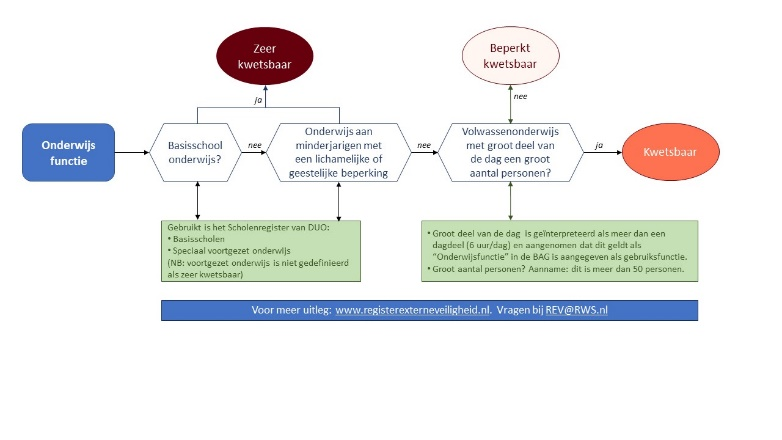 Zeer
kwetsbaar
Beperkt
kwetsbaar
ja
nee
Onderwijs
functie
Basisschool
onderwijs?
nee
Onderwijs aan
minderjarigen met
een lichamelijke of
geestelijke beperking
nee
Volwassenonderwijs
met groot deel van
de dag een groot
aantal personen?
ja
Kwetsbaar
Gebruikt is het Scholenregister van DUO:
• Basisscholen
• Speciaal voortgezet onderwijs
(NB: voortgezet onderwijs is niet gedefinieerd
als zeer kwetsbaar)
• Groot deel van de dag is geïnterpreteerd als meer dan een
dagdeel (6 uur/dag) en aangenomen dat dit geldt als
"Onderwijsfunctie" in de BAG is aangegeven als gebruiksfunctie.
• Groot aantal personen? Aanname: dit is meer dan 50 personen.
Voor meer uitleg: www.registerexterneveiligheid.nl. Vragen bij REV@RWS.nl